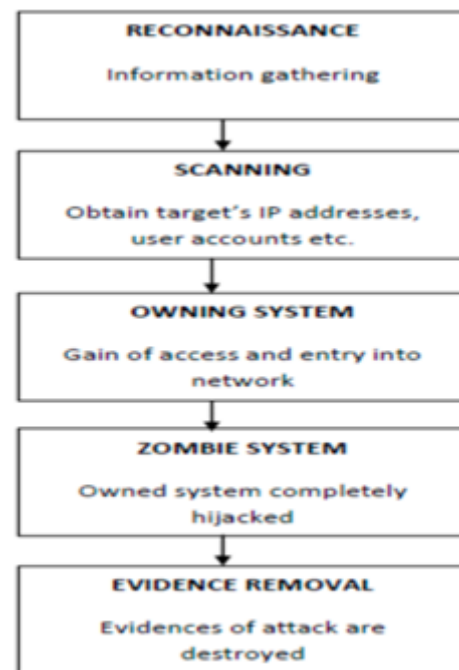 RECONNAISSANCE
Information gathering
SCANNING
Obtain target's IP addresses,
user accounts etc.
OWNING SYSTEM
Gain of access and entry into
network
ZOMBIE SYSTEM
Owned system completely
hijacked
EVIDENCE REMOVAL
Evidences of attack are
destroyed